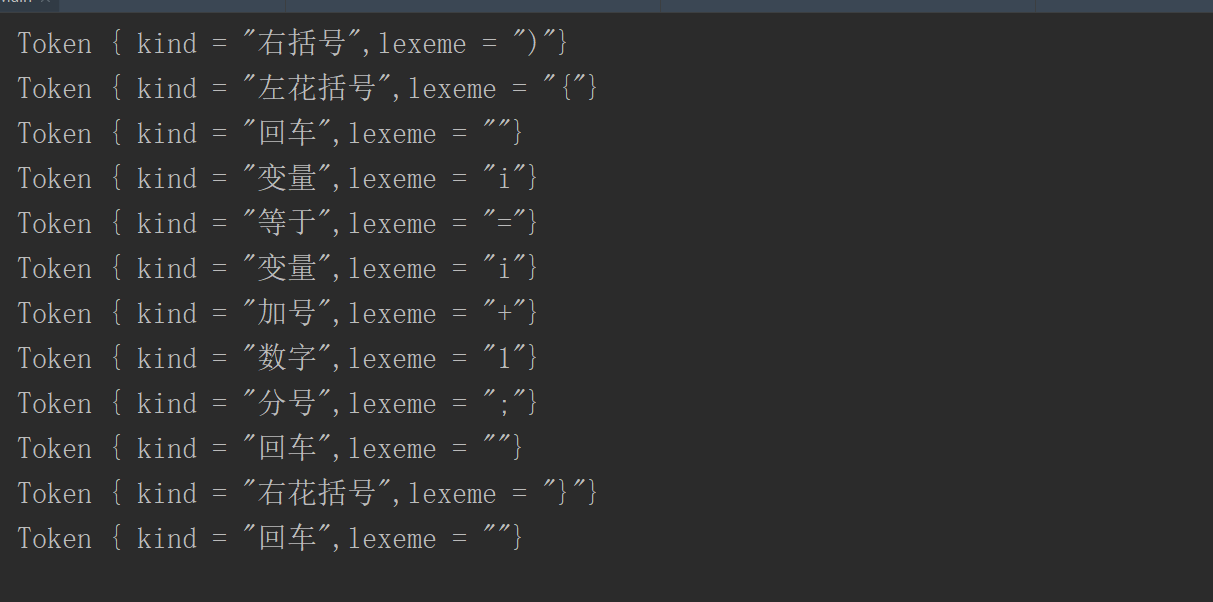 Token { kind = "右括号",lexeme = ")"}
Token { kind = "左花括号",lexeme = "{"}
Token { kind = "回车",lexeme = ""}
Token { kind = "变量",lexeme = "i"}
Token { kind = "等于",lexeme = "="}
Token { kind = "变量",lexeme = "i"}
Token { kind = "加号",lexeme = "+"}
Token { kind = "数字",lexeme = "1"}
Token { kind = "分号",lexeme = ";"}
Token { kind = "回车",lexeme = ""}
Token { kind = "右花括号",lexeme = "}"}
Token { kind = "回车",lexeme = ""}